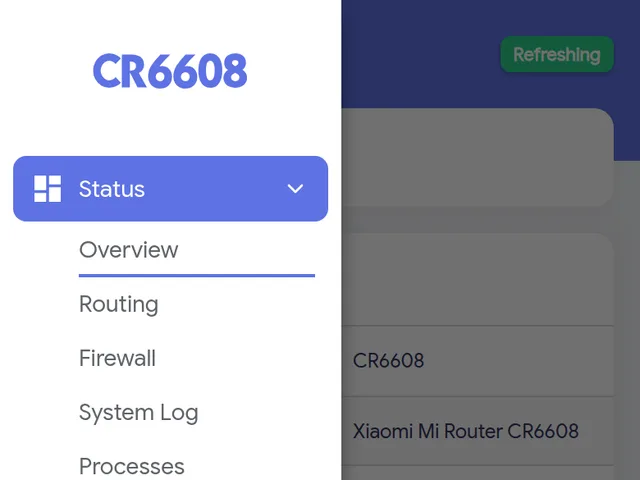 CR6608
Refreshing
Status
Overview
Routing
Firewall
CR6608
System Log
Xiaomi Mi Router CR6608
Processes